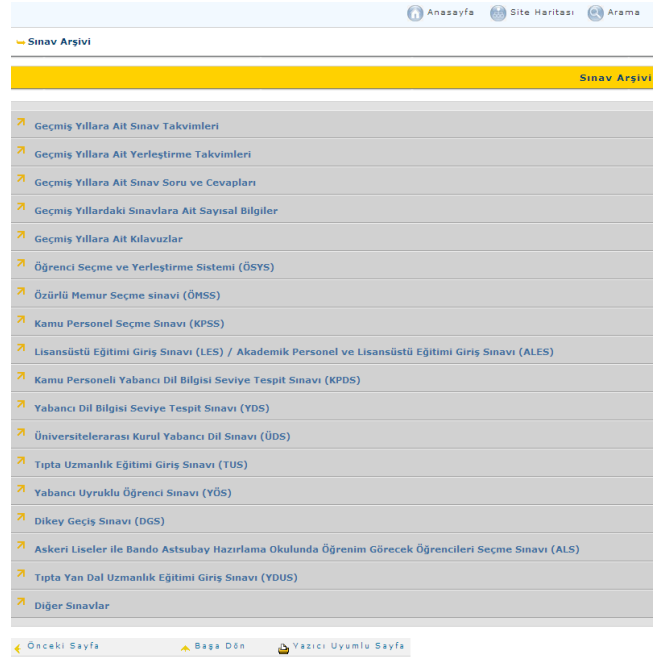 Anasayfa Site Haritası Arama
Sınav Arşivi
Sınav Arşivi
Geçmiş Yıllara Ait Sınav Takvimleri
Geçmiş Yıllara Ait Yerleştirme Takvimleri
Geçmiş Yıllara Ait Sınav Soru ve Cevapları
Geçmiş Yıllardaki Sınavlara Ait Sayısal Bilgiler
Geçmiş Yıllara Ait Kılavuzlar
Öğrenci Seçme ve Yerleştirme Sistemi (ÖSYS)
Özürlü Memur Seçme sinavi (ÖMSS)
Kamu Personel Seçme Sınavı (KPSS)
Lisansüstü Eğitimi Giriş Sınavı (LES) / Akademik Personel ve Lisansüstü Eğitimi Giriş Sınavı (ALES)
Kamu Personeli Yabancı Dil Bilgisi Seviye Tespit Sınavı (KPDS)
Yabancı Dil Bilgisi Seviye Tespit Sınavı (YDS)
Üniversitelerarası Kurul Yabancı Dil Sınavı (ÜDS)
Tıpta Uzmanlık Eğitimi Giriş Sınavı (TUS)
Yabancı Uyruklu Öğrenci Sınavı (YÖS)
Dikey Geçiş Sınavı (DGS)
Askeri Liseler ile Bando Astsubay Hazırlama Okulunda Öğrenim Görecek Öğrencileri Seçme Sınavı (ALS)
Tıpta Yan Dal Uzmanlık Eğitimi Giriş Sınavı (YDUS)
Diğer Sınavlar
Önceki Sayfa Başa Dön Yazıcı Uyumlu Sayfa